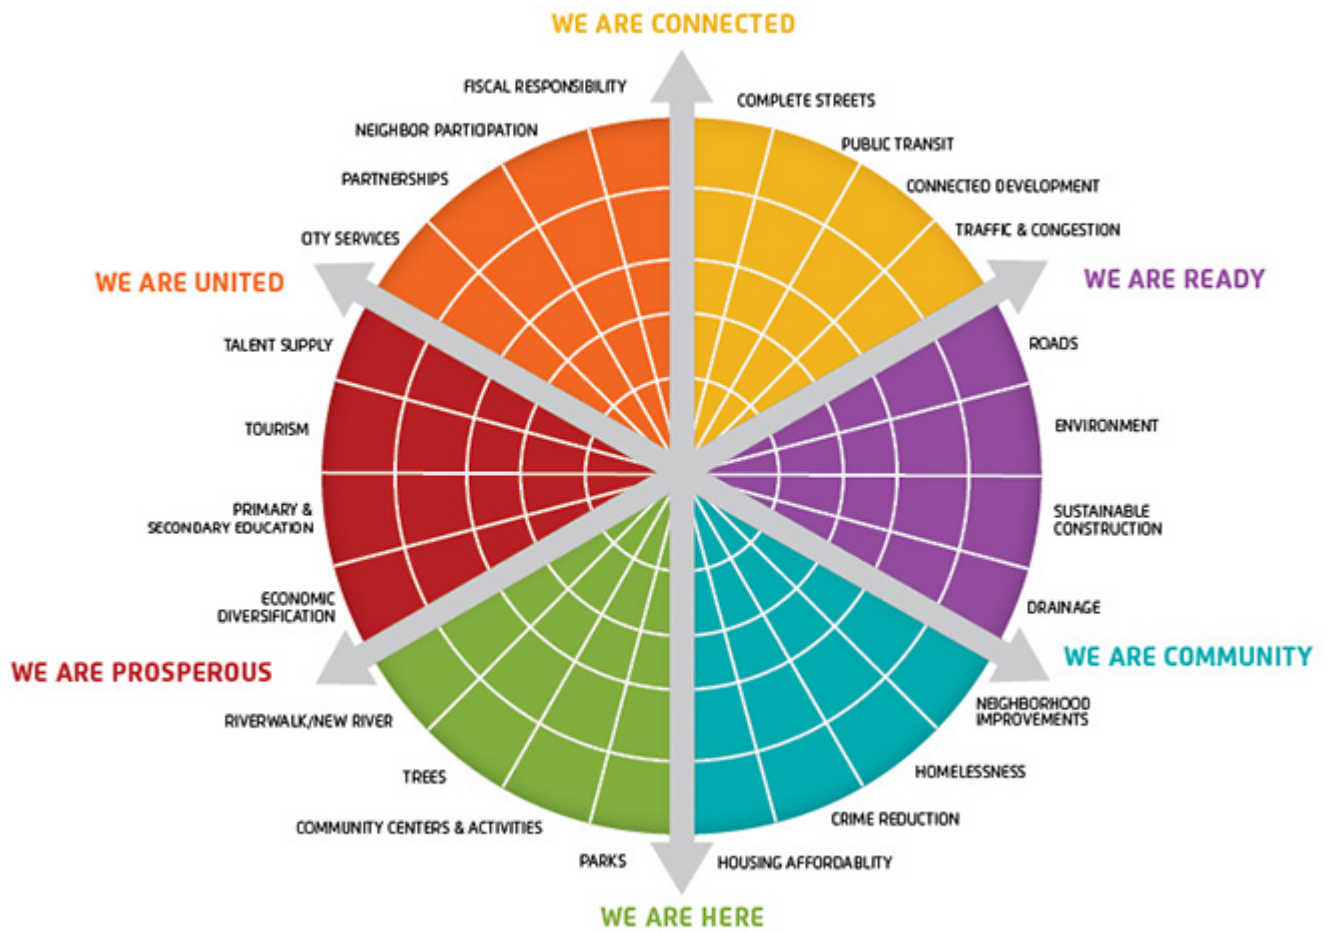 WE ARE CONNECTED
FISCAL RESPONSIBILITY
COMPLETE STREETS
NEIGHBOR PARTICIPATION
PUBLIC TRANSIT
PARTNERSHIPS
CONNECTED DEVELOPMENT
CITY SERVICES
TRAFFIC & CONGESTION
WE ARE UNITED
WE ARE READY
TALENT SUPPLY
ROADS
TOURISM
ENVIRONMENT
PRIMARY &
SECONDARY EDUCATION
SUSTAINABLE
CONSTRUCTION
ECONOMIC
DIVERSIFICATION
DRAINAGE
WE ARE PROSPEROUS
WE ARE COMMUNITY
RIVERWALK/NEW RIVER
NEIGHBORHOOD
IMPROVEMENTS
TREES
HOMELESSNESS
COMMUNITY CENTERS & ACTIVITIES
CRIME REDUCTION
PARKS
HOUSING AFFORDABLITY
WE ARE HERE